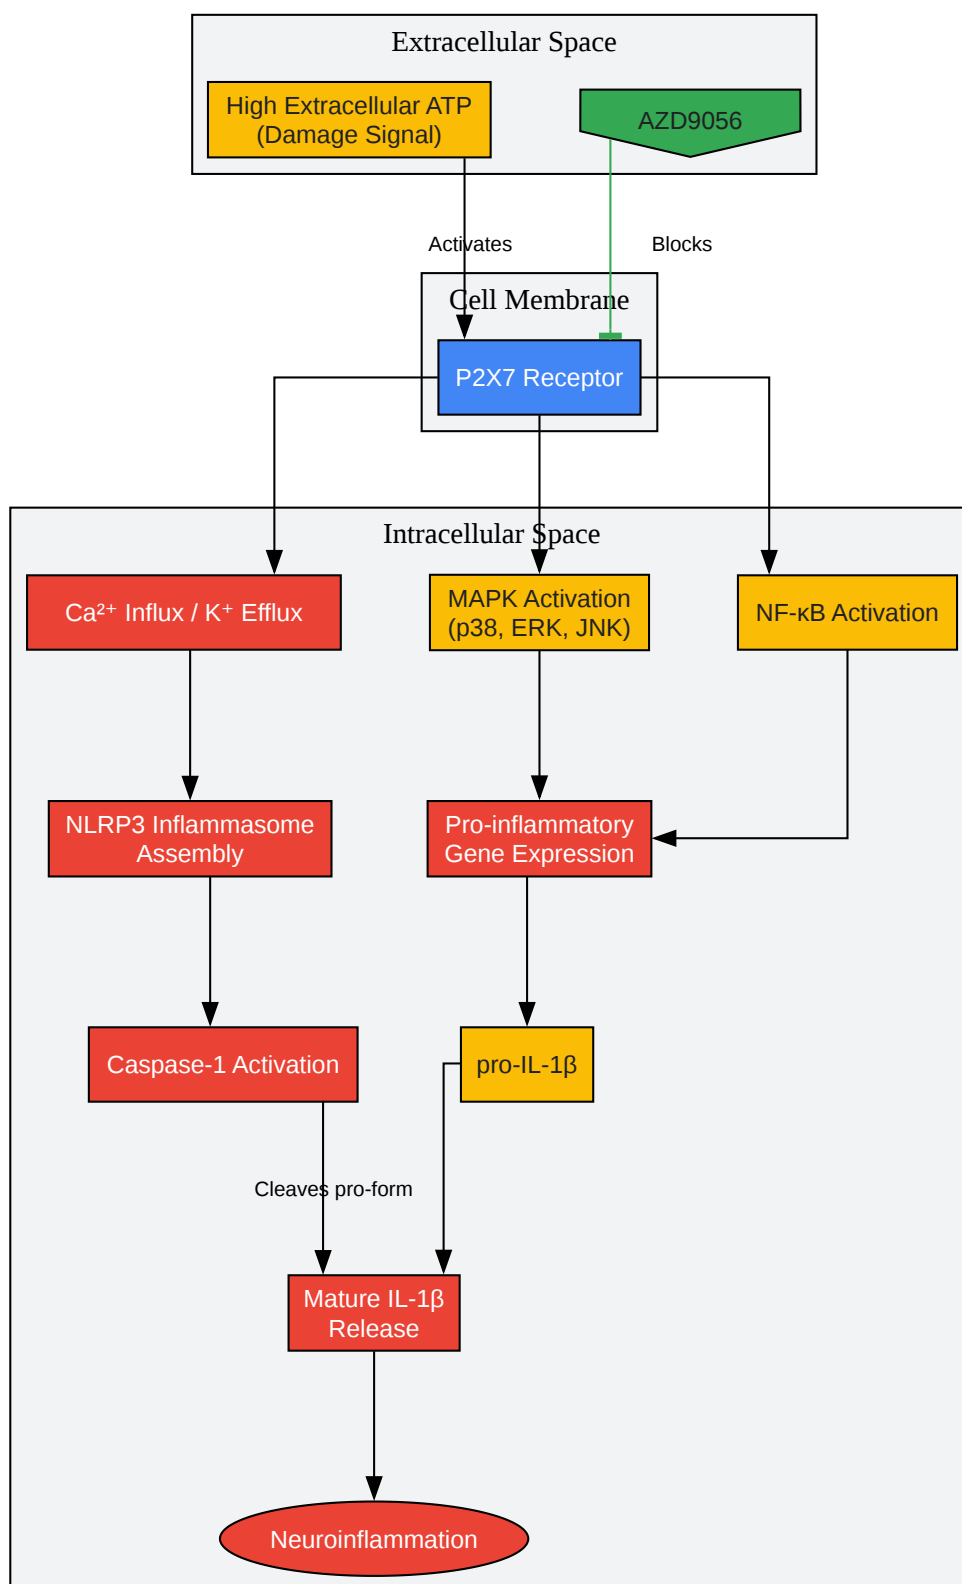 Extracellular Space
High Extracellular ATP
(Damage Signal)
AZD9056
Activates
Blocks
Cell Membrane
P2X7 Receptor
Intracellular Space
Ca²⁺ Influx / K⁺ Efflux
MAPK Activation
(p38, ERK, JNK)
NF-κB Activation
NLRP3 Inflammasome
Assembly
Pro-inflammatory
Gene Expression
Caspase-1 Activation
pro-IL-1β
Cleaves pro-form
Mature IL-1β
Release
Neuroinflammation